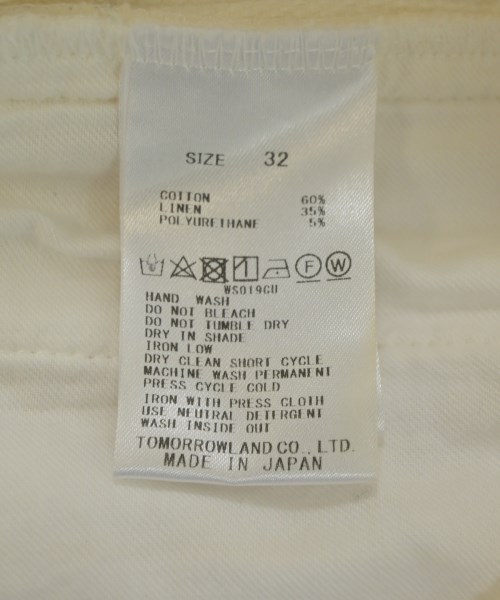 SIZE 32
COTTON 60%
LINEN 35%
POLYURETHANE 5%
F W
WS019GU
HAND WASH
DO NOT BLEACH
DO NOT TUMBLE DRY
DRY IN SHADE
IRON LOW
DRY CLEAN SHORT CYCLE
MACHINE WASH PERMANENT
PRESS CYCLE COLD
IRON WITH PRESS CLOTH
USE NEUTRAL DETERGENT
WASH INSIDE OUT
TOMORROWLAND CO., LTD.
MADE IN JAPAN